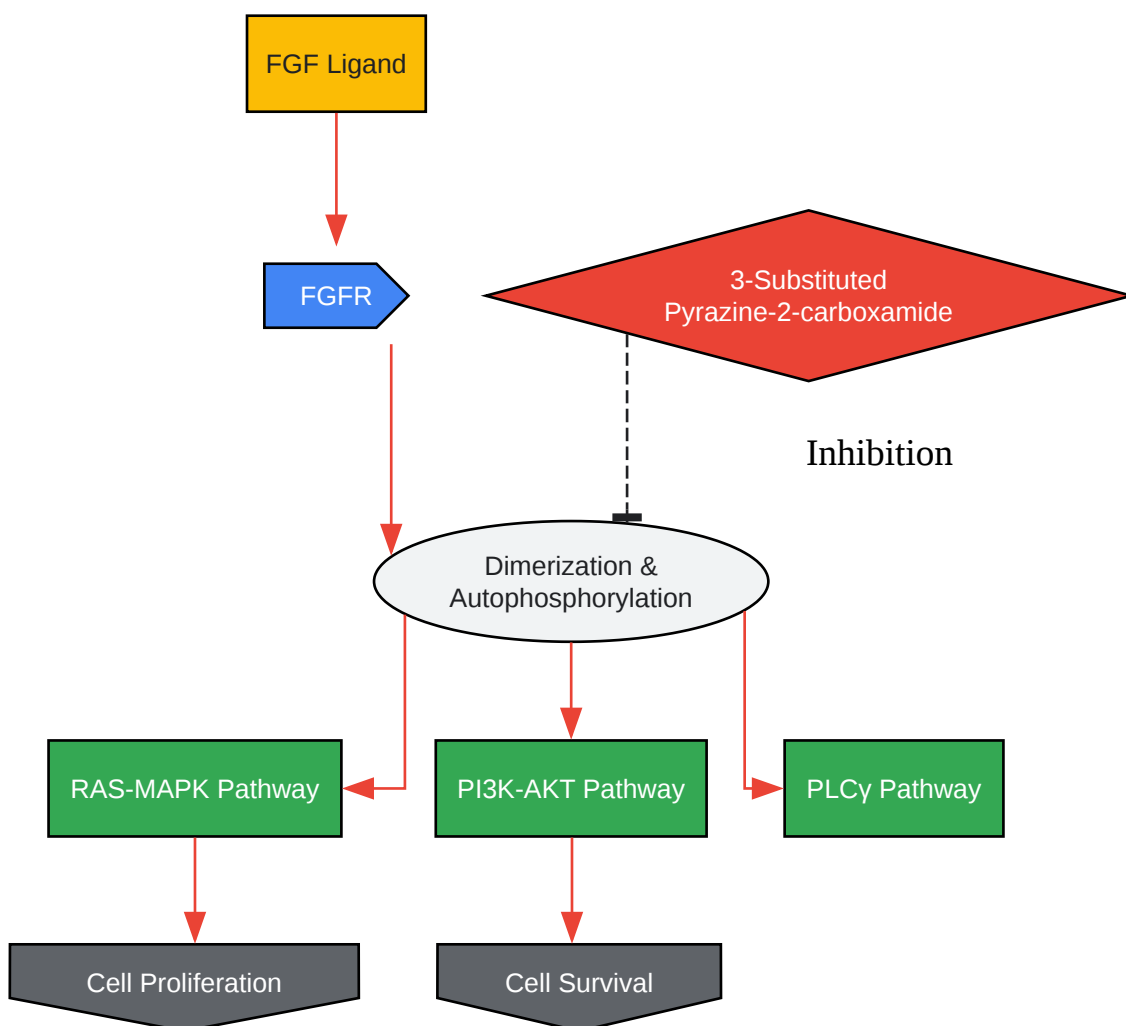 FGF Ligand
FGFR
3-Substituted
Pyrazine-2-carboxamide
Inhibition
Dimerization &
Autophosphorylation
RAS-MAPK Pathway
PI3K-AKT Pathway
PLCγ Pathway
Cell Proliferation
Cell Survival